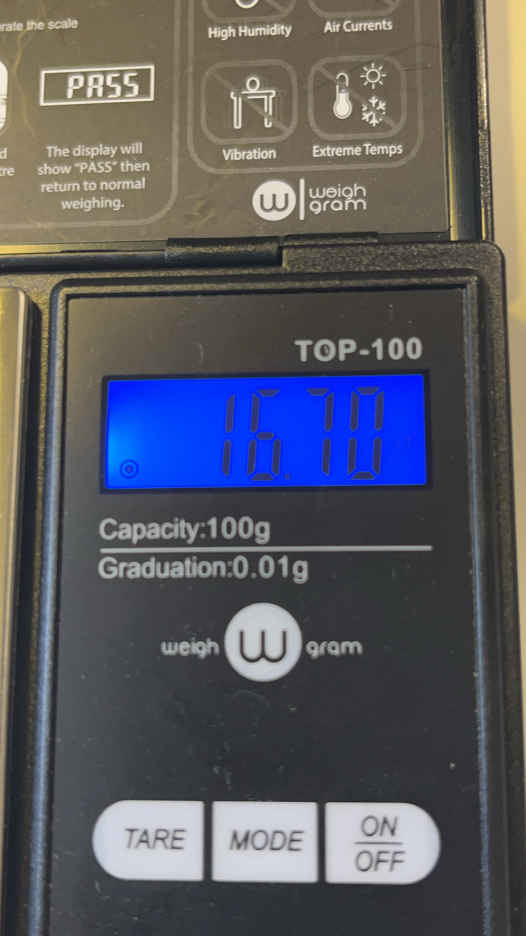 rate the scale
High Humidity
Air Currents
PASS
The display will
show "PASS" then
return to normal
weighing.
Vibration
Extreme Temps
weigh
gram
TOP-100
16.70
Capacity:100g
Graduation:0.01g
weigh W gram
TARE
MODE
ON
OFF